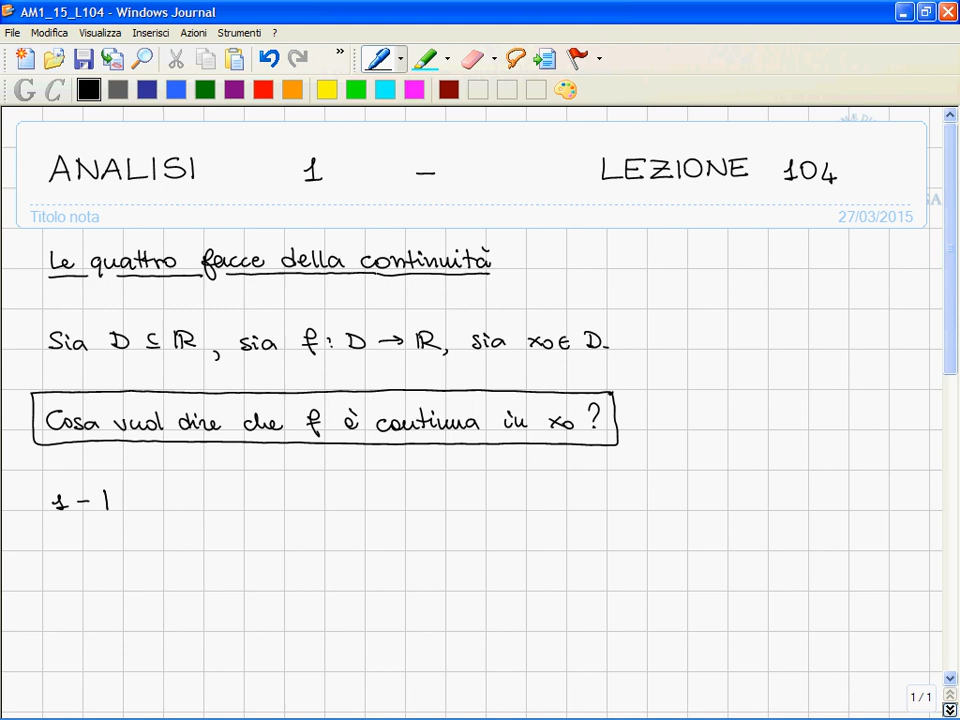 AM1_15_L104 - Windows Journal
File Modifica Visualizza Inserisci Azioni Strumenti ?
»
G C
ANALISI 1 - LEZIONE 104
Titolo nota 27/03/2015
Le quattro facce della continuità
Sia D ⊆ ℝ, sia f : D → ℝ, sia x₀ ∈ D.
Cosa vuol dire che f è continua in x₀ ?
1 - l
1 / 1